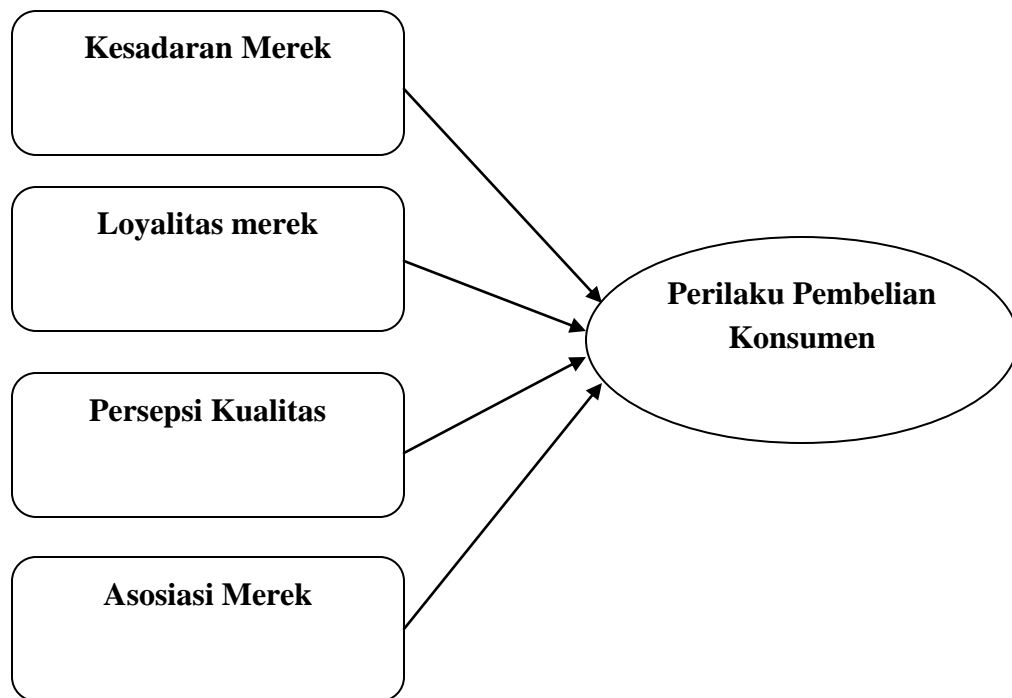 Kesadaran Merek
Loyalitas merek
Perilaku Pembelian
Konsumen
Persepsi Kualitas
Asosiasi Merek